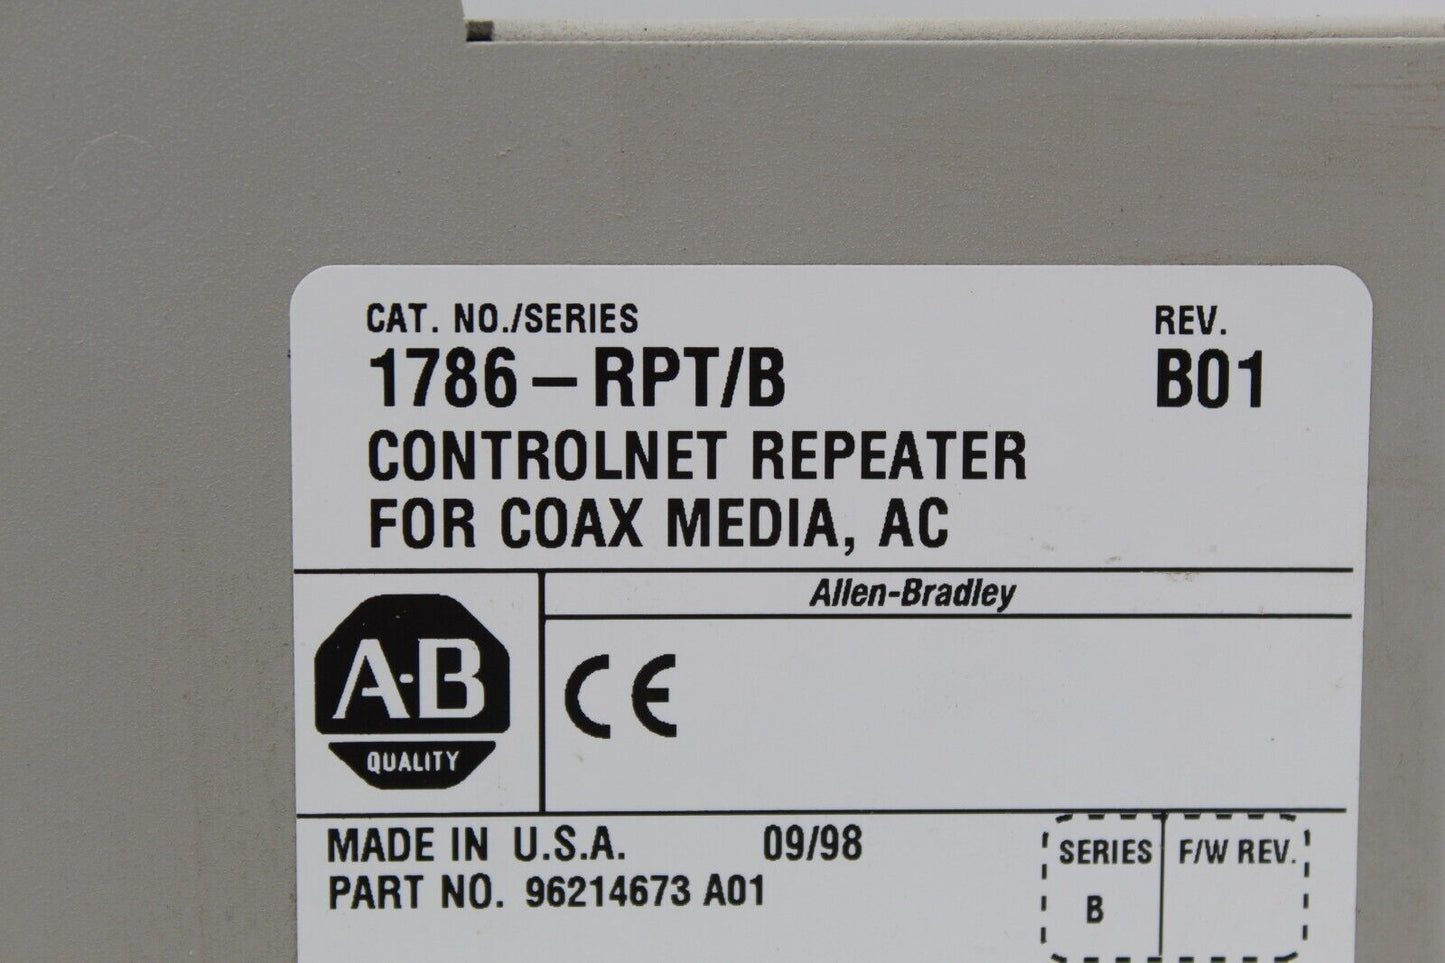 CAT. NO./SERIES REV.
1786-RPT/B B01
CONTROLNET REPEATER
FOR COAX MEDIA, AC
Allen-Bradley
A-B
QUALITY
CE
MADE IN U.S.A. 09/98
PART NO. 96214673 A01
SERIES F/W REV.
B